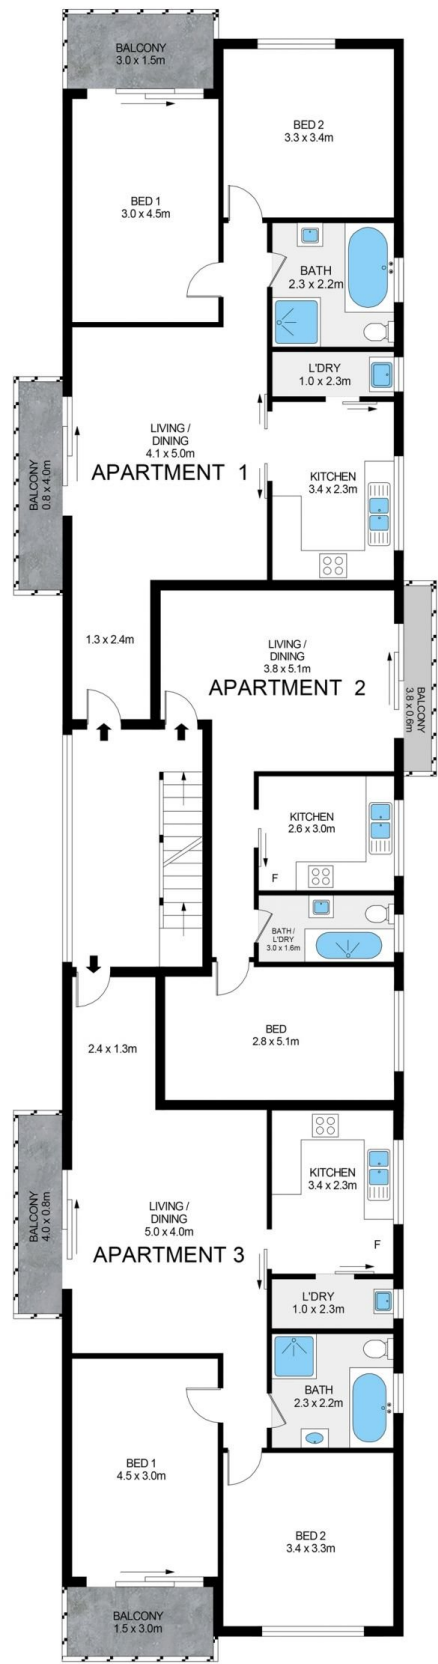 BALCONY
3.0 x 1.5m
BED 2
3.3 x 3.4m
BED 1
3.0 x 4.5m
BATH
2.3 x 2.2m
L'DRY
1.0 x 2.3m
BALCONY
0.8 x 4.0m
LIVING /
DINING
4.1 x 5.0m
APARTMENT 1
KITCHEN
3.4 x 2.3m
1.3 x 2.4m
LIVING /
DINING
3.8 x 5.1m
APARTMENT 2
BALCONY
3.8 x 0.6m
KITCHEN
2.6 x 3.0m
F
BATH /
L'DRY
3.0 x 1.6m
BED
2.8 x 5.1m
2.4 x 1.3m
BALCONY
4.0 x 0.8m
KITCHEN
3.4 x 2.3m
F
LIVING /
DINING
5.0 x 4.0m
APARTMENT 3
L'DRY
1.0 x 2.3m
BATH
2.3 x 2.2m
BED 1
4.5 x 3.0m
BED 2
3.4 x 3.3m
BALCONY
1.5 x 3.0m